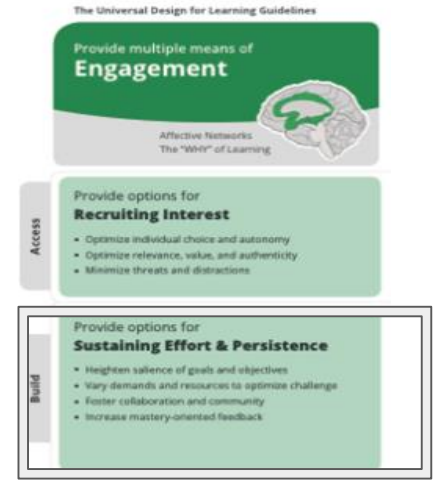 The Universal Design for Learning Guidelines
Provide multiple means of
Engagement
Affective Networks
The "WHY" of Learning
Access
Provide options for
Recruiting Interest
• Optimize individual choice and autonomy
• Optimize relevance, value, and authenticity
• Minimize threats and distractions
Build
Provide options for
Sustaining Effort & Persistence
• Heighten salience of goals and objectives
• Vary demands and resources to optimize challenge
• Foster collaboration and community
• Increase mastery-oriented feedback